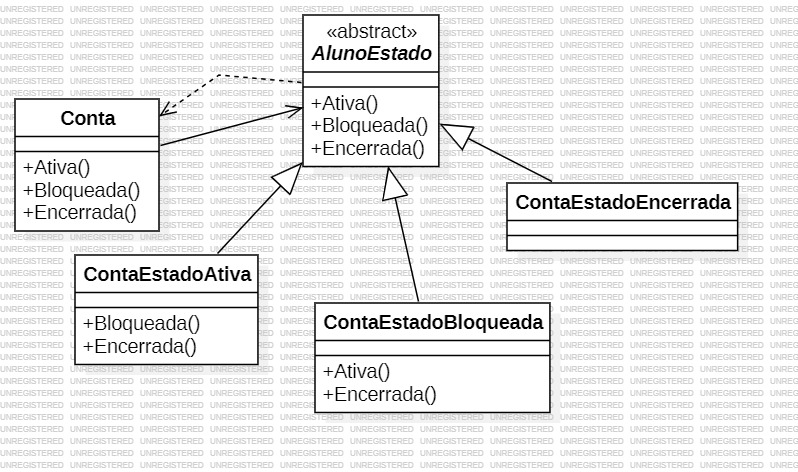 «abstract»
AlunoEstado
+Ativa()
+Bloqueada()
+Encerrada()
Conta
+Ativa()
+Bloqueada()
+Encerrada()
ContaEstadoEncerrada
ContaEstadoAtiva
+Bloqueada()
+Encerrada()
ContaEstadoBloqueada
+Ativa()
+Encerrada()
UNREGISTERED